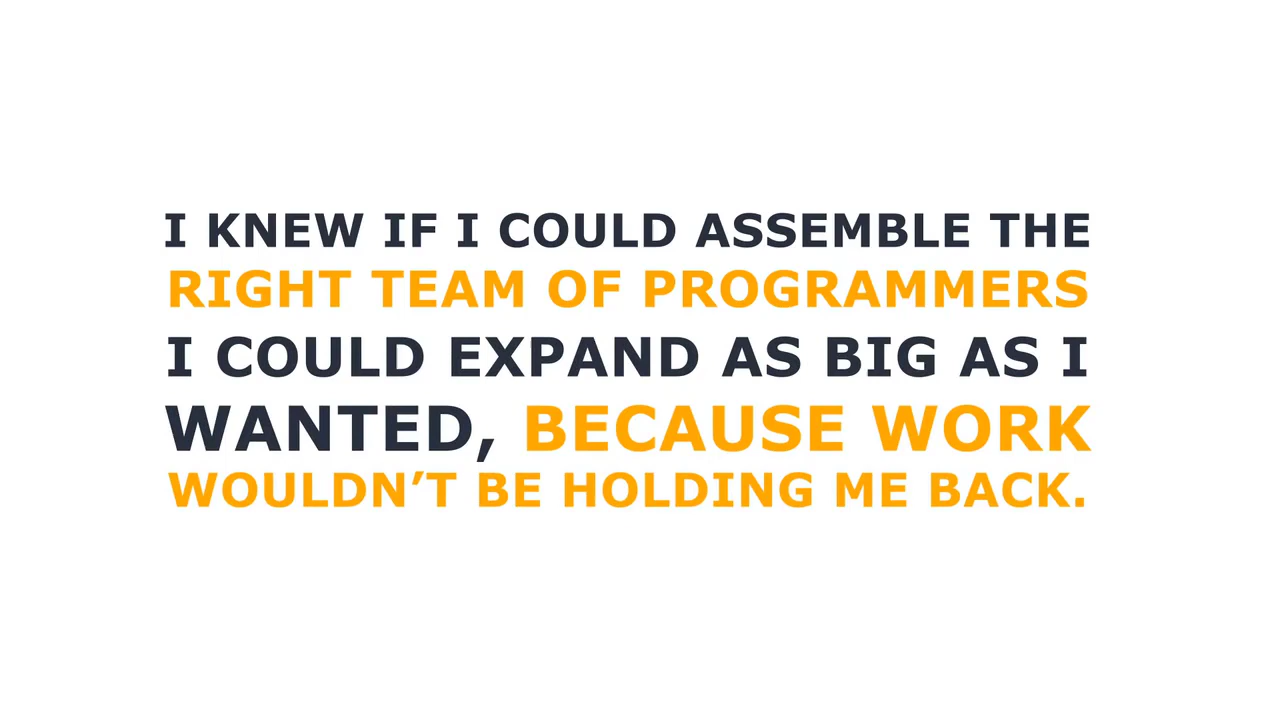 I KNEW IF I COULD ASSEMBLE THE
RIGHT TEAM OF PROGRAMMERS
I COULD EXPAND AS BIG AS I
WANTED, BECAUSE WORK
WOULDN’T BE HOLDING ME BACK.